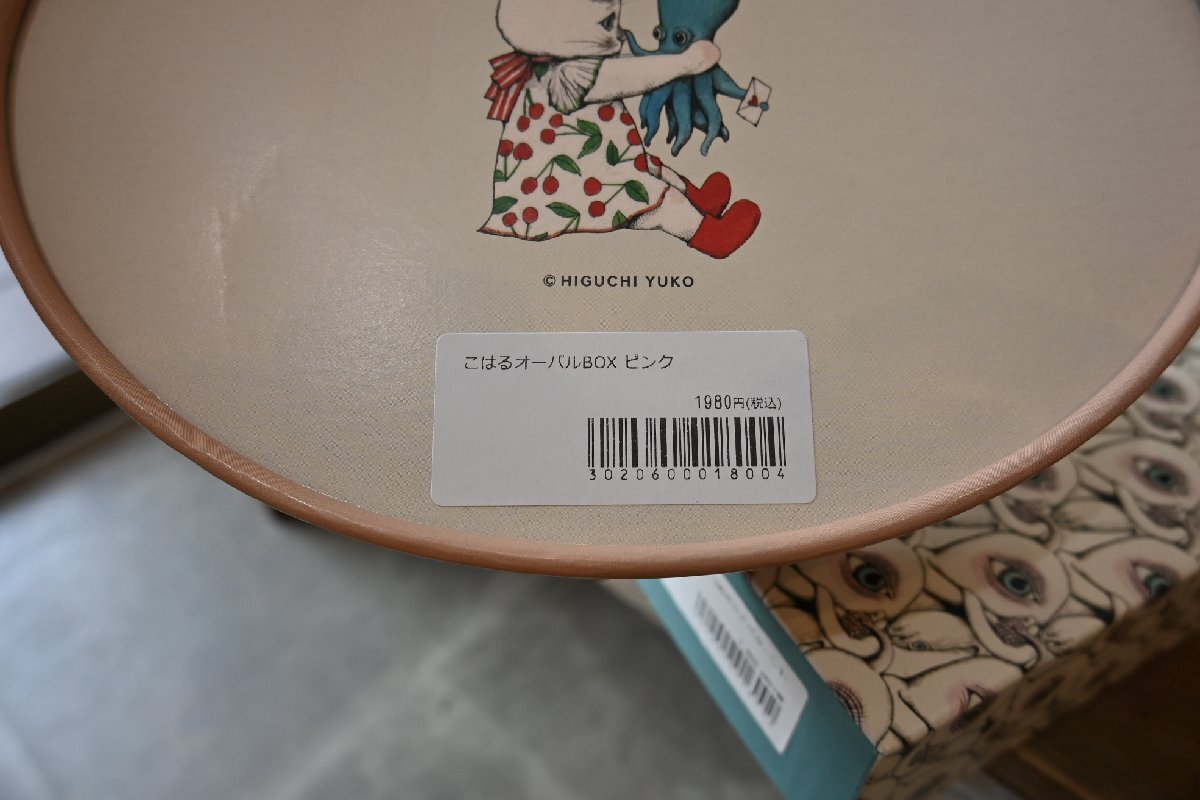 © HIGUCHI YUKO
こはるオーバルBOX ピンク
1980円(税込)
3020600018004